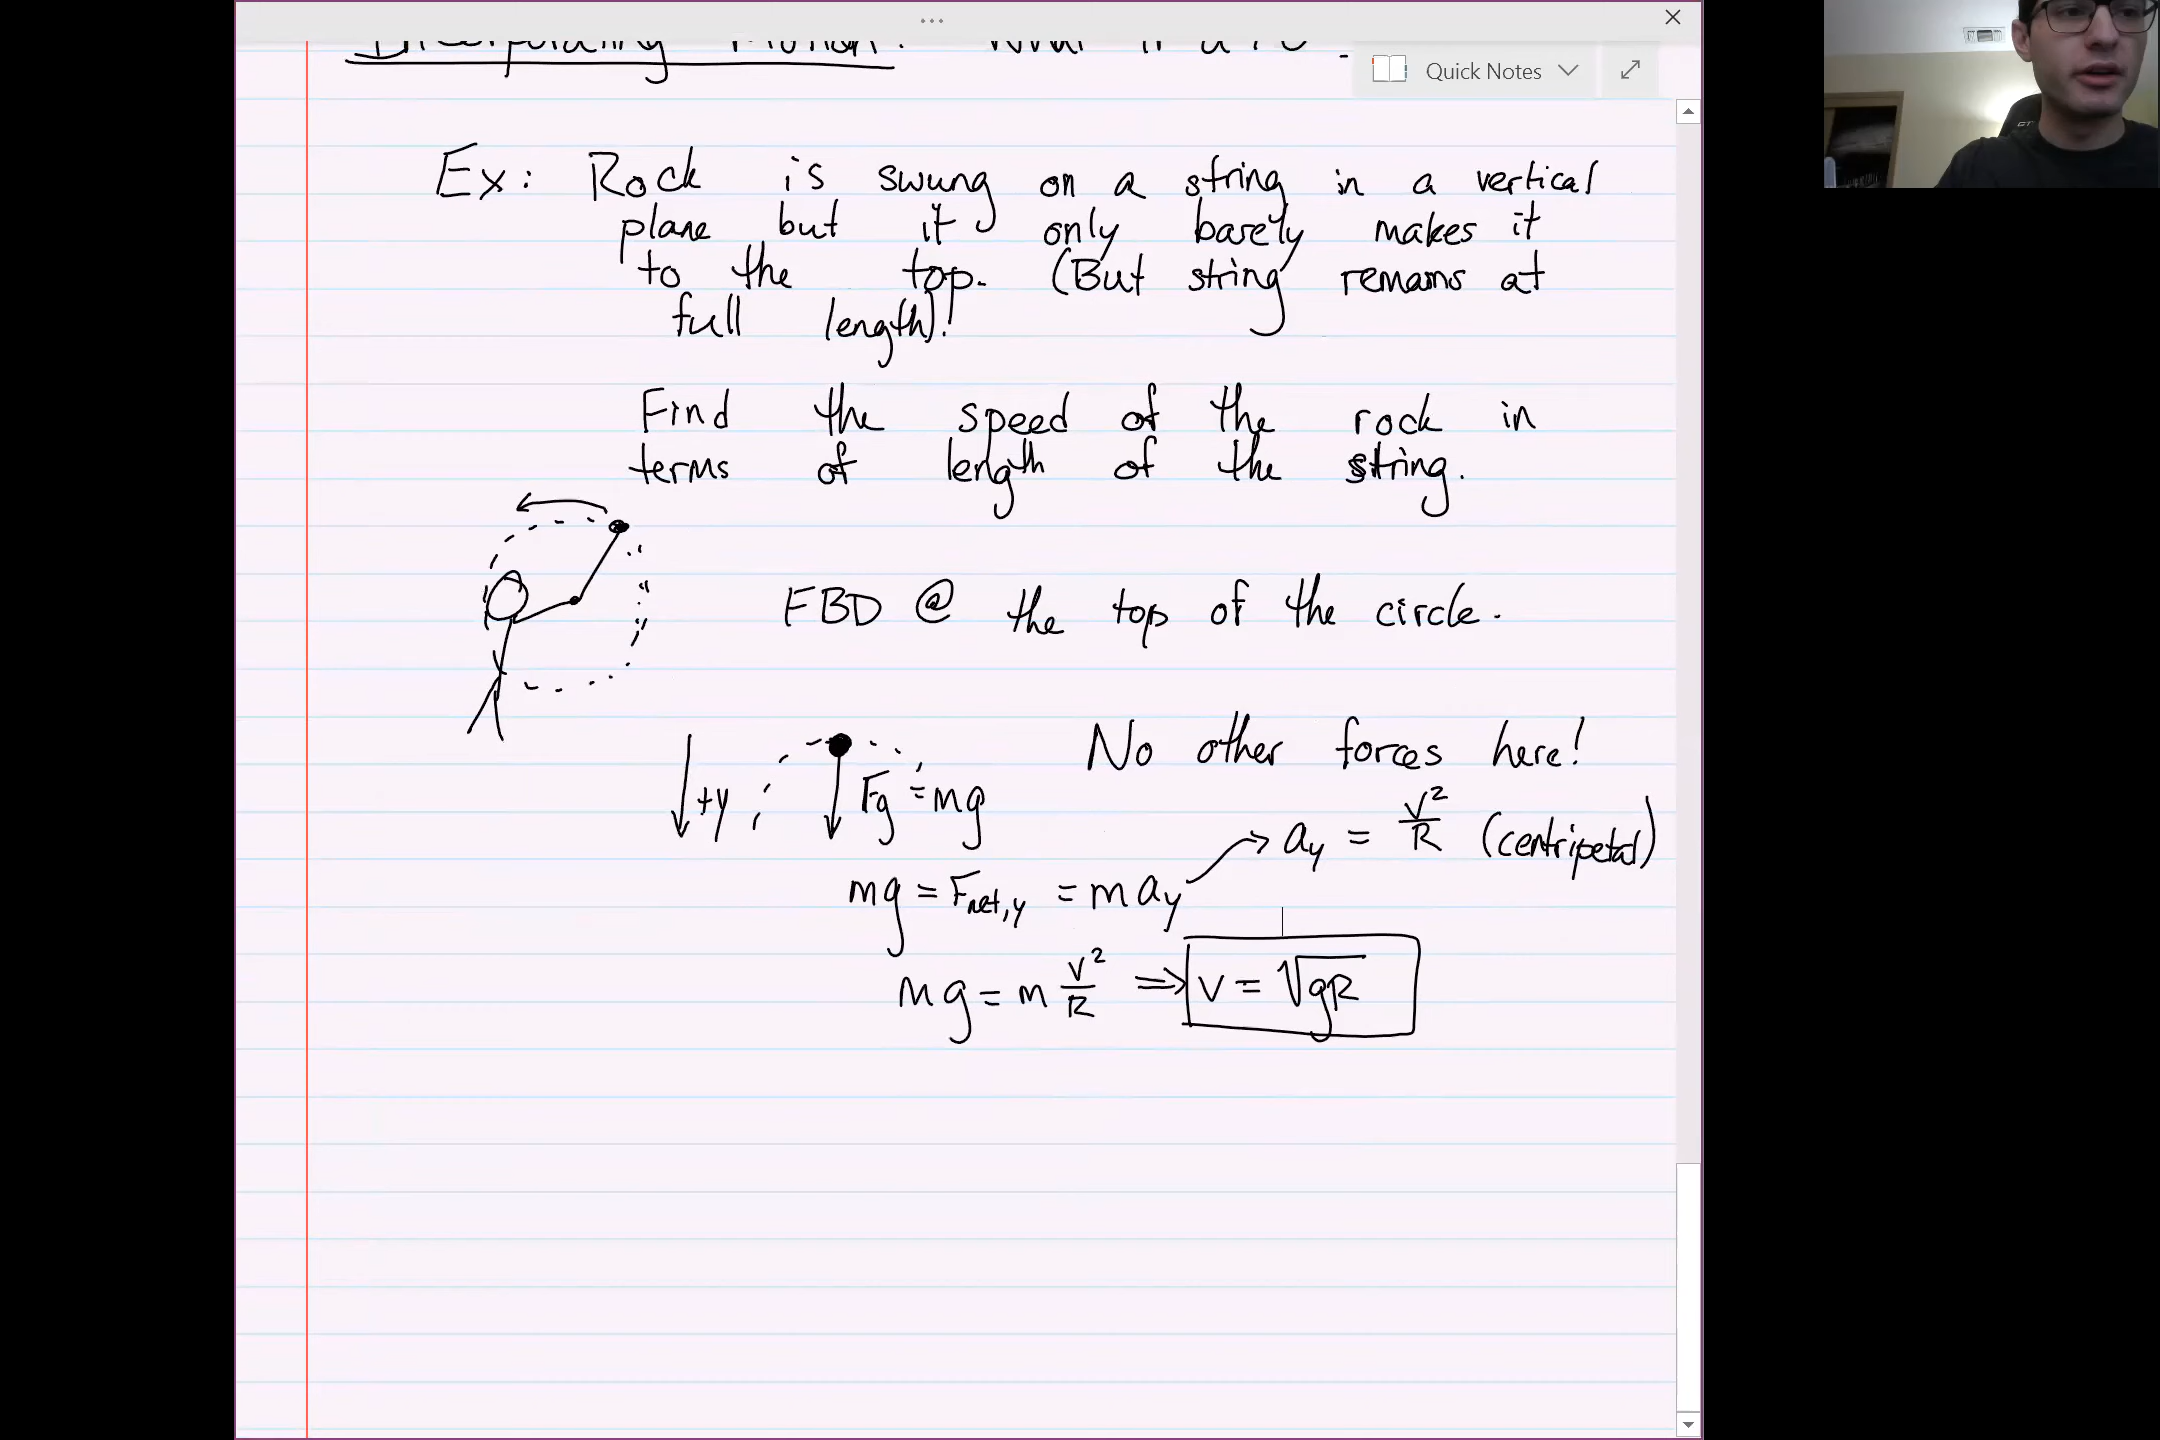 Quick Notes
Ex: Rock is swung on a string in a vertical
plane but it only barely makes it
to the top. (But string remains at
full length)!
Find the speed of the rock in
terms of length of the string.
FBD @ the top of the circle.
No other forces here!
+y
Fg = mg
a_y = v²/R (centripetal)
mg = F_net,y = m a_y
mg = m v²/R ⇒ v = √gR